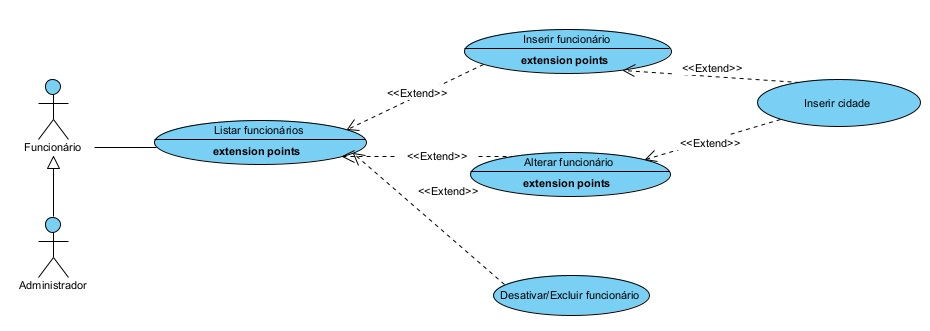 Inserir funcionário
extension points
<<Extend>>
<<Extend>>
Inserir cidade
Funcionário
Listar funcionários
extension points
<<Extend>>
Alterar funcionário
extension points
<<Extend>>
<<Extend>>
Administrador
Desativar/Excluir funcionário